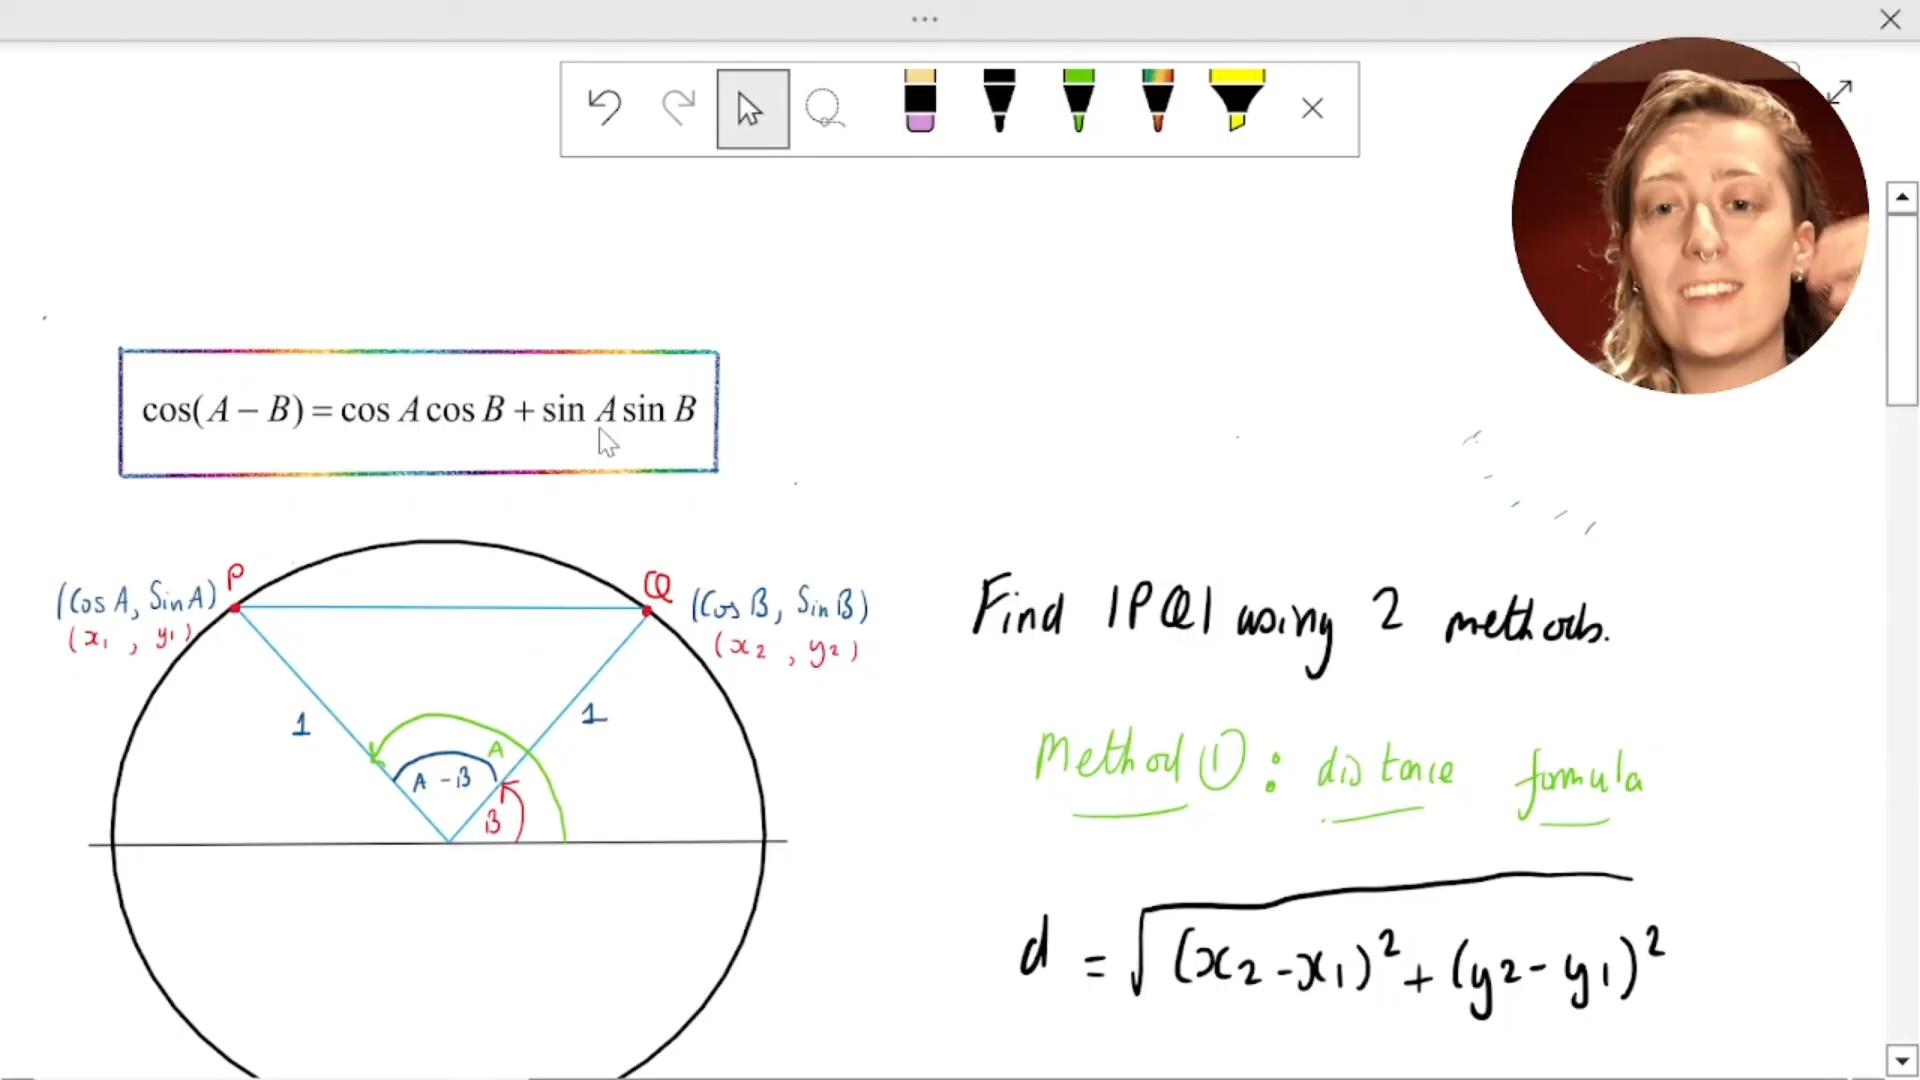 cos(A − B) = cos A cos B + sin A sin B
P
Q
(Cos A, Sin A)
(x₁, y₁)
(Cos B, Sin B)
(x₂, y₂)
1
1
A
A - B
B
Find |PQ| using 2 methods.
Method ①: distance formula
d = √(x₂-x₁)² + (y₂-y₁)²